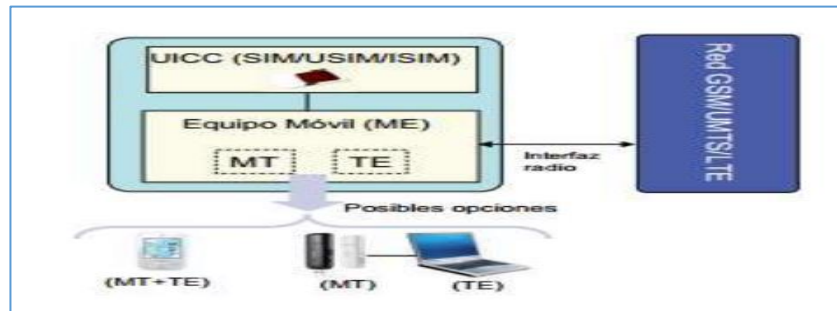 UICC (SIM/USIM/ISIM)
Equipo Móvil (ME)
MT
TE
Interfaz
radio
Red GSM/UMTS/LTE
Posibles opciones
(MT+TE)
(MT)
(TE)